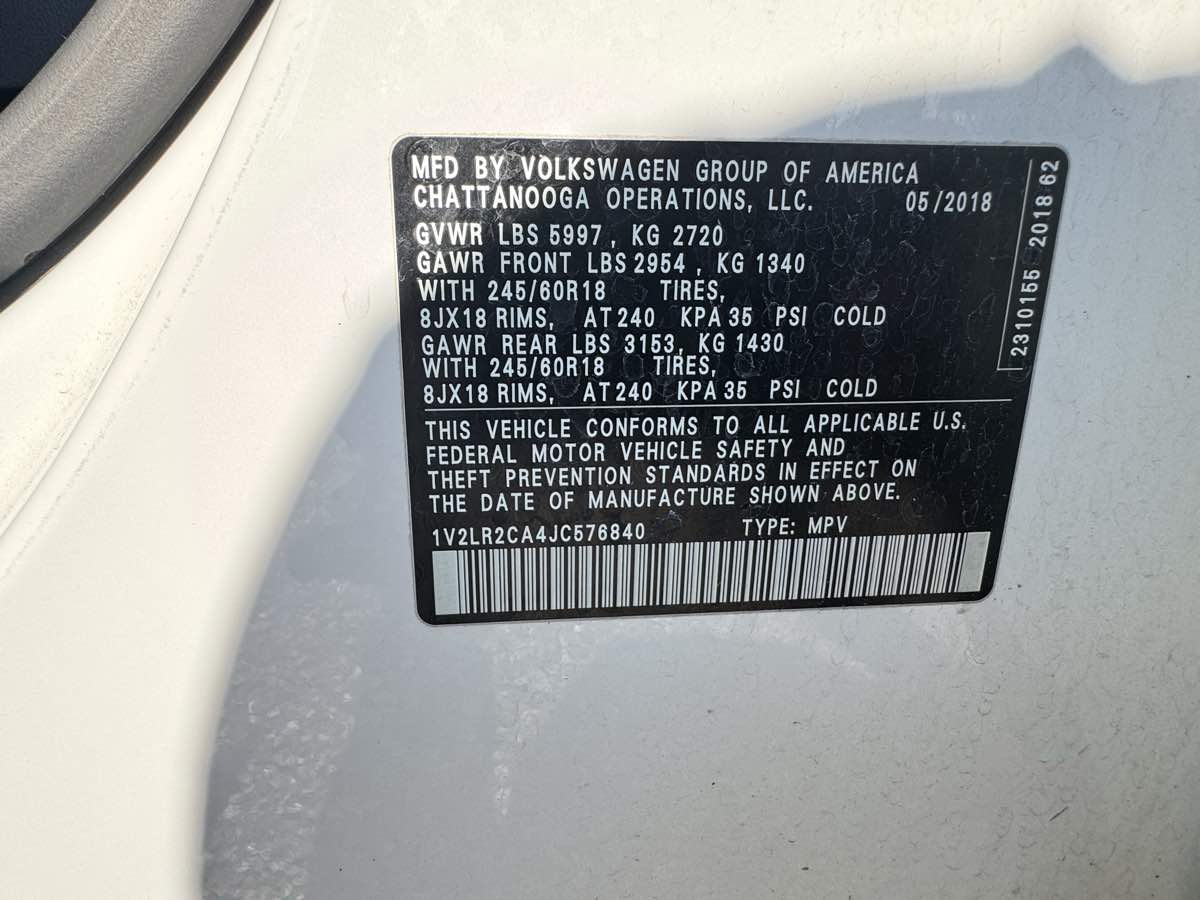 MFD BY VOLKSWAGEN GROUP OF AMERICA
CHATTANOOGA OPERATIONS, LLC. 05/2018
GVWR LBS 5997, KG 2720
GAWR FRONT LBS 2954, KG 1340
WITH 245/60R18 TIRES,
8JX18 RIMS, AT 240 KPA 35 PSI COLD
GAWR REAR LBS 3153, KG 1430
WITH 245/60R18 TIRES,
8JX18 RIMS, AT 240 KPA 35 PSI COLD
THIS VEHICLE CONFORMS TO ALL APPLICABLE U.S.
FEDERAL MOTOR VEHICLE SAFETY AND
THEFT PREVENTION STANDARDS IN EFFECT ON
THE DATE OF MANUFACTURE SHOWN ABOVE.
1V2LR2CA4JC576840 TYPE: MPV
2310155 2018 62